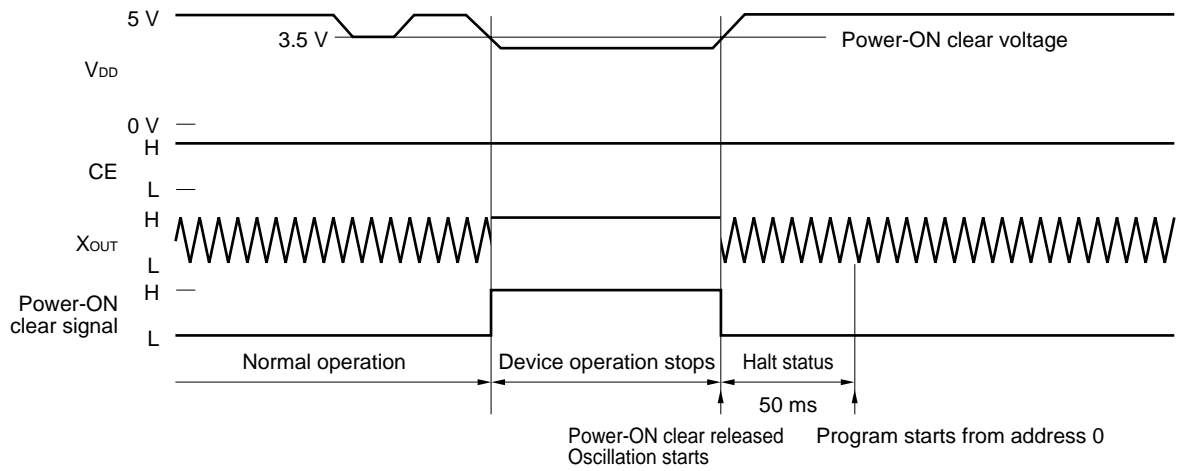 5 V
3.5 V
Power-ON clear voltage
VDD
0 V
H
CE
L
H
XOUT
L
H
Power-ON
clear signal
L
Normal operation
Device operation stops
Halt status
50 ms
Power-ON clear released
Oscillation starts
Program starts from address 0